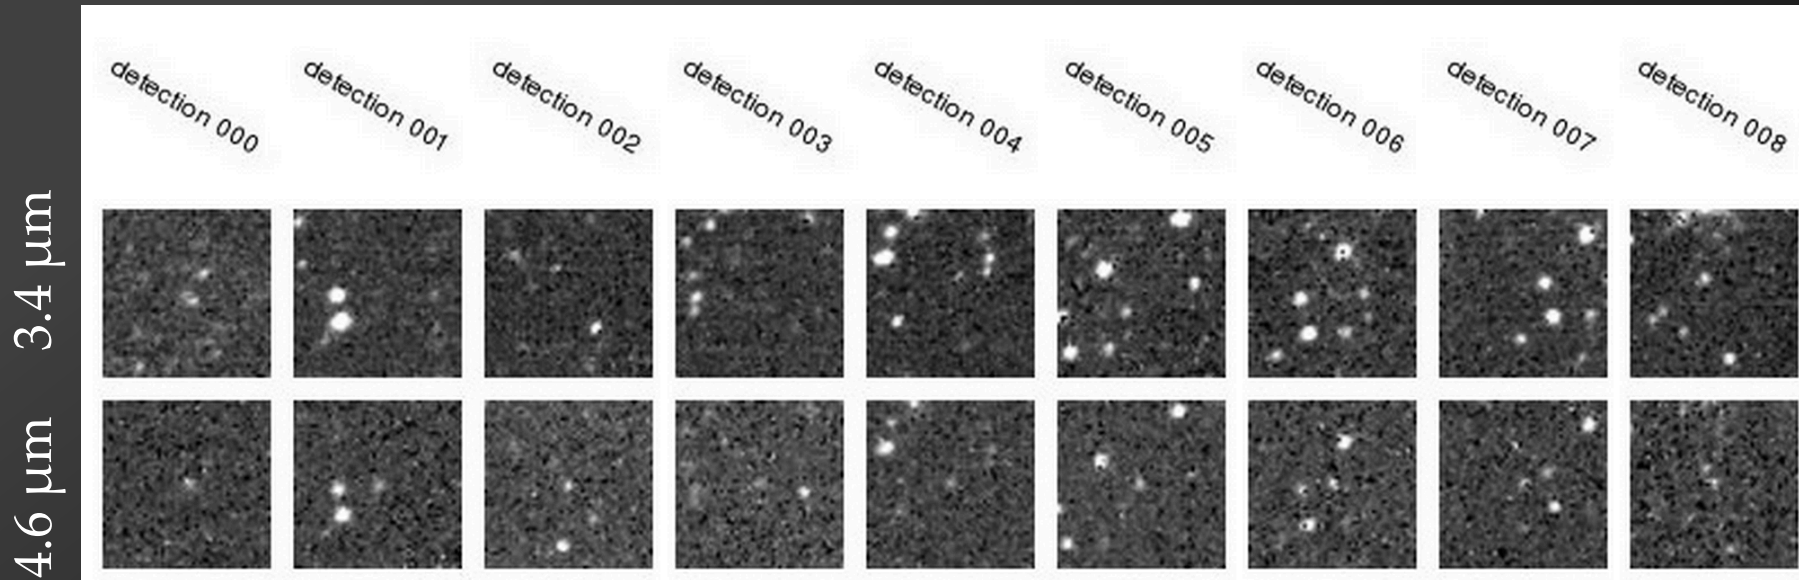 detection 000
detection 001
detection 002
detection 003
detection 004
detection 005
detection 006
detection 007
detection 008
3.4 µm
4.6 µm